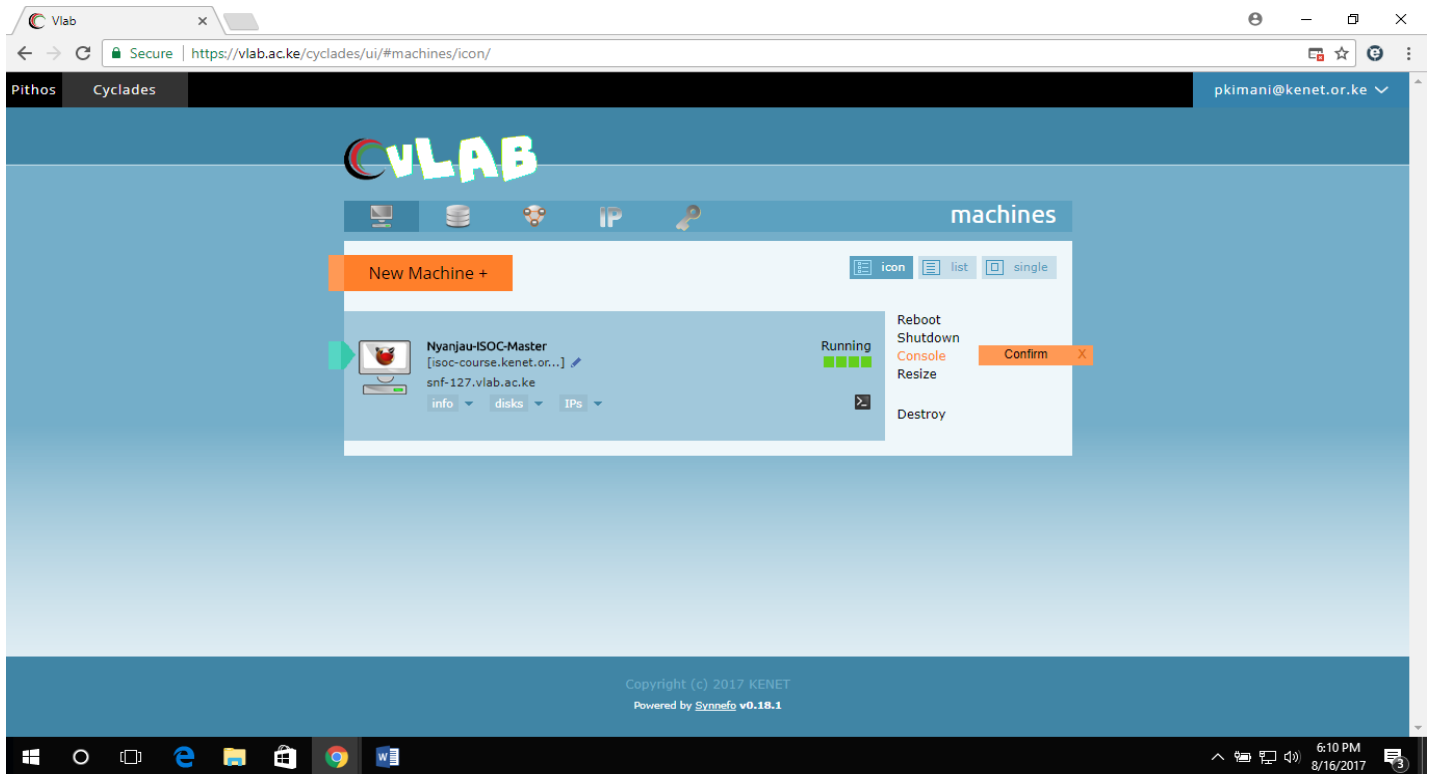 Vlab
Secure | https://vlab.ac.ke/cyclades/ui/#machines/icon/
Pithos Cyclades pkimani@kenet.or.ke
VLAB
IP machines
New Machine + icon list single
Nyanjau-ISOC-Master
[isoc-course.kenet.or...]
snf-127.vlab.ac.ke
info disks IPs
Running
Reboot
Shutdown
Console Confirm X
Resize
Destroy
Copyright (c) 2017 KENET
Powered by Synnefo v0.18.1
6:10 PM
8/16/2017
3